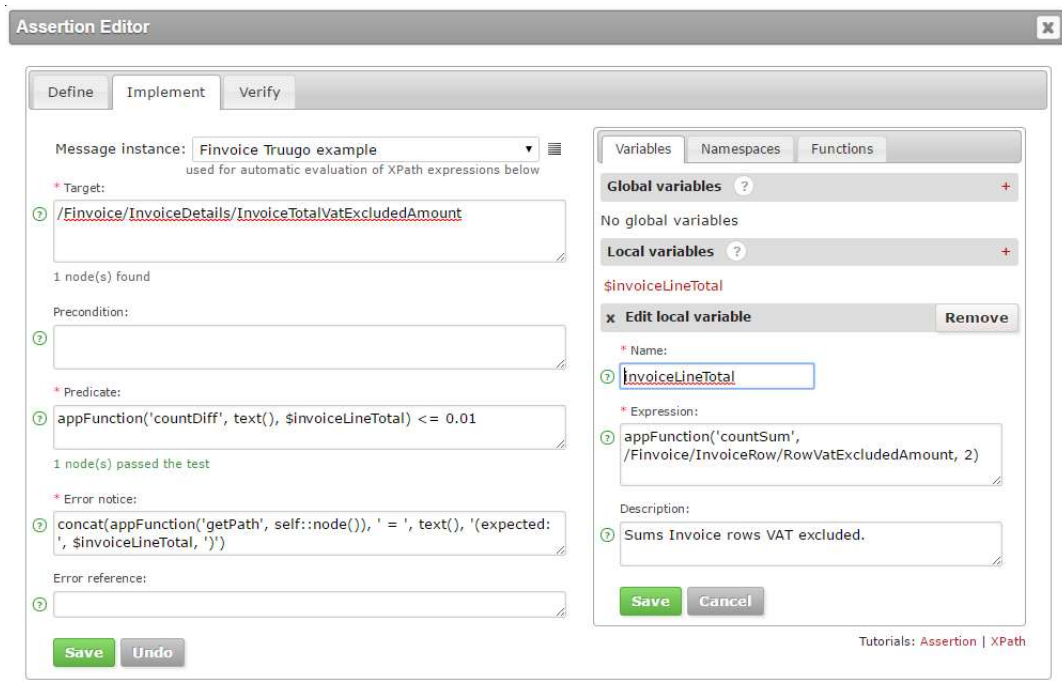 Assertion Editor
x
Define
Implement
Verify
Message instance: Finvoice Truugo example
used for automatic evaluation of XPath expressions below
* Target:
? /Finvoice/InvoiceDetails/InvoiceTotalVatExcludedAmount
1 node(s) found
Precondition:
?
* Predicate:
? appFunction('countDiff', text(), $invoiceLineTotal) <= 0.01
1 node(s) passed the test
* Error notice:
? concat(appFunction('getPath', self::node()), ' = ', text(), '(expected:
', $invoiceLineTotal, ')')
Error reference:
?
Save
Undo
Variables
Namespaces
Functions
Global variables ? +
No global variables
Local variables ? +
$invoiceLineTotal
x Edit local variable
Remove
* Name:
? invoiceLineTotal
* Expression:
? appFunction('countSum',
/Finvoice/InvoiceRow/RowVatExcludedAmount, 2)
Description:
? Sums Invoice rows VAT excluded.
Save
Cancel
Tutorials: Assertion | XPath